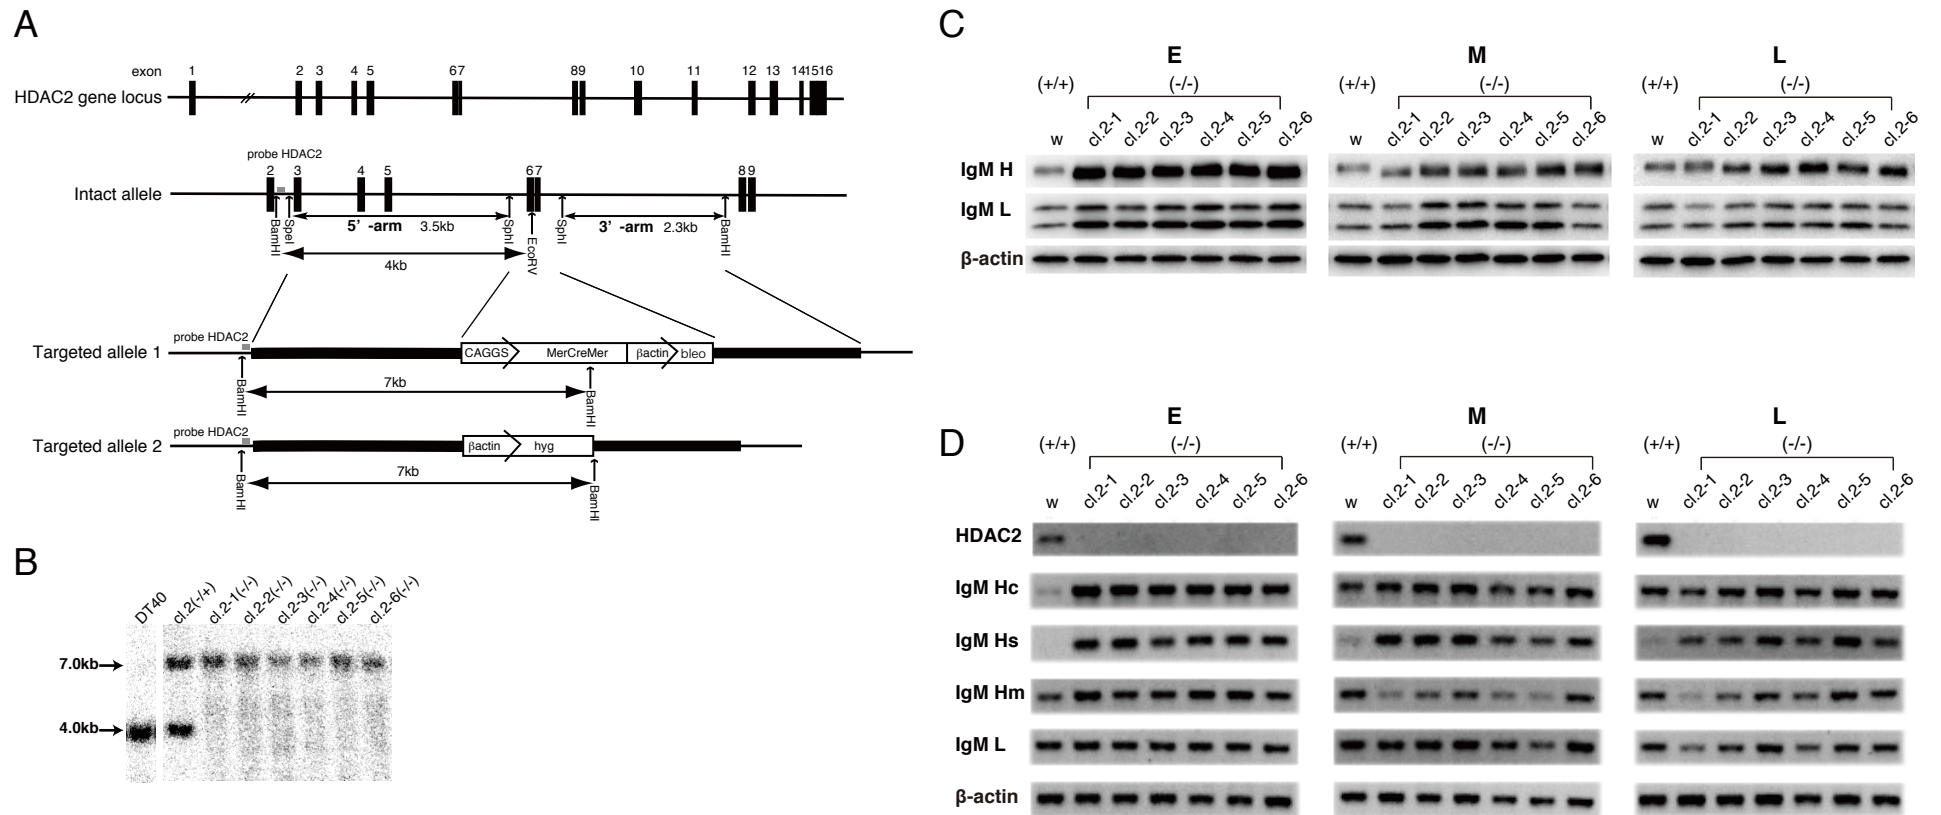 A
exon 1 2 3 4 5 67 89 10 11 12 13 141516
HDAC2 gene locus
probe HDAC2
2 3 4 5 67 89
Intact allele
BamHI SpeI 5’ -arm 3.5kb SphI EcoRV SphI 3’ -arm 2.3kb BamHI
4kb
probe HDAC2
Targeted allele 1 CAGGS MerCreMer βactin bleo
BamHI 7kb BamHI
probe HDAC2
Targeted allele 2 βactin hyg
BamHI 7kb BamHI
B
DT40 cl.2(-/+) cl.2-1(-/-) cl.2-2(-/-) cl.2-3(-/-) cl.2-4(-/-) cl.2-5(-/-) cl.2-6(-/-)
7.0kb
4.0kb
C
E M L
(+/+) (-/-) (+/+) (-/-) (+/+) (-/-)
w cl.2-1 cl.2-2 cl.2-3 cl.2-4 cl.2-5 cl.2-6 w cl.2-1 cl.2-2 cl.2-3 cl.2-4 cl.2-5 cl.2-6 w cl.2-1 cl.2-2 cl.2-3 cl.2-4 cl.2-5 cl.2-6
IgM H
IgM L
β-actin
D
E M L
(+/+) (-/-) (+/+) (-/-) (+/+) (-/-)
w cl.2-1 cl.2-2 cl.2-3 cl.2-4 cl.2-5 cl.2-6 w cl.2-1 cl.2-2 cl.2-3 cl.2-4 cl.2-5 cl.2-6 w cl.2-1 cl.2-2 cl.2-3 cl.2-4 cl.2-5 cl.2-6
HDAC2
IgM Hc
IgM Hs
IgM Hm
IgM L
β-actin